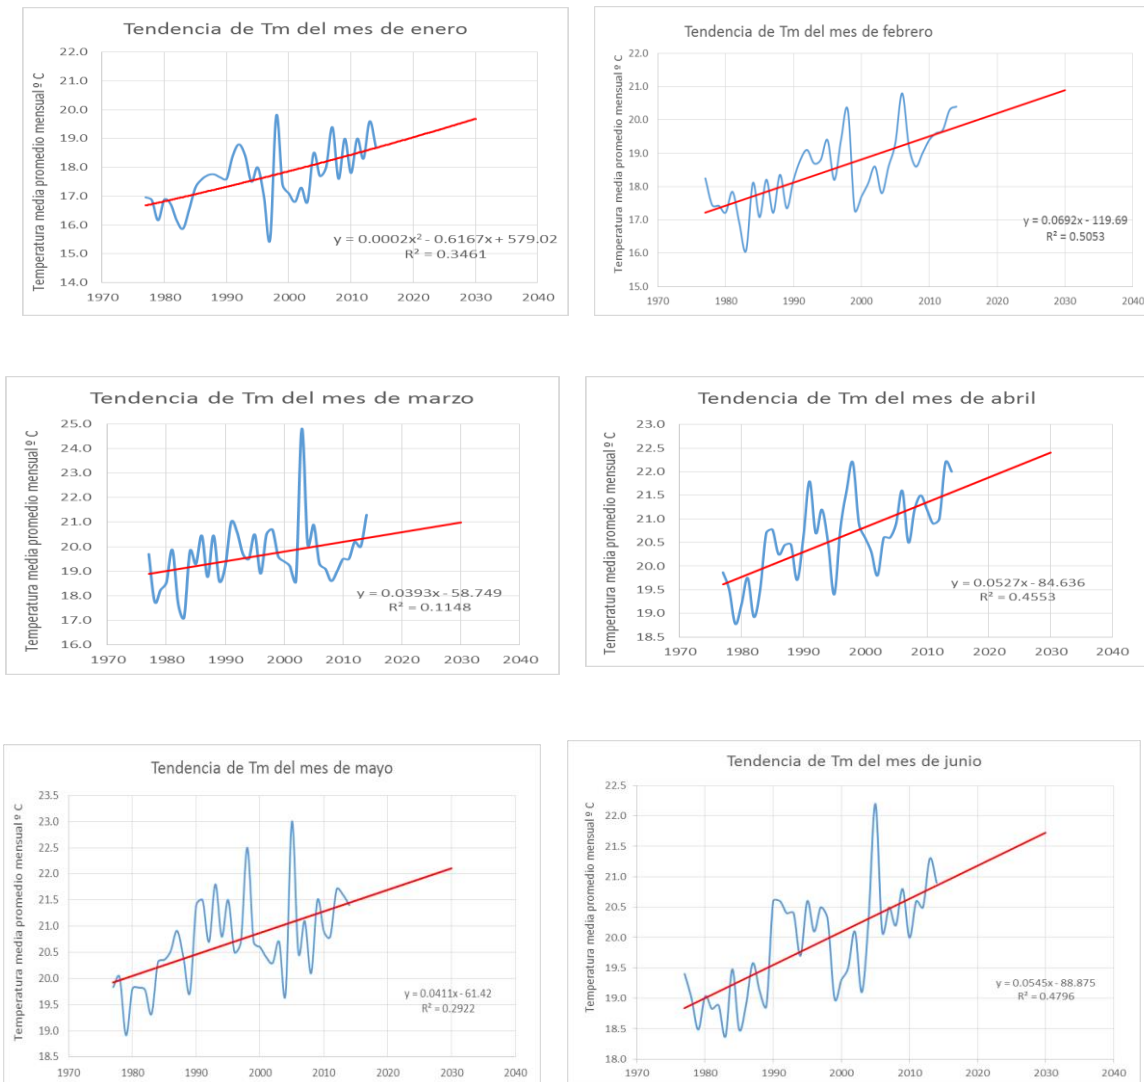 Tendencia de Tm del mes de enero
Temperatura media promedio mensual º C
22.0
21.0
20.0
19.0
18.0
17.0
16.0
15.0
14.0
y = 0.0002x² - 0.6167x + 579.02
R² = 0.3461
1970 1980 1990 2000 2010 2020 2030 2040
Tendencia de Tm del mes de febrero
Temperatura media promedio mensual º C
22.0
21.0
20.0
19.0
18.0
17.0
16.0
15.0
y = 0.0692x - 119.69
R² = 0.5053
1970 1980 1990 2000 2010 2020 2030 2040
Tendencia de Tm del mes de marzo
Temperatura media promedio mensual º C
25.0
24.0
23.0
22.0
21.0
20.0
19.0
18.0
17.0
16.0
y = 0.0393x - 58.749
R² = 0.1148
1970 1980 1990 2000 2010 2020 2030 2040
Tendencia de Tm del mes de abril
Temperatura media promedio mensual º C
23.0
22.5
22.0
21.5
21.0
20.5
20.0
19.5
19.0
18.5
y = 0.0527x - 84.636
R² = 0.4553
1970 1980 1990 2000 2010 2020 2030 2040
Tendencia de Tm del mes de mayo
Temperatura media promedio mensual º C
23.5
23.0
22.5
22.0
21.5
21.0
20.5
20.0
19.5
19.0
18.5
y = 0.0411x - 61.42
R² = 0.2922
1970 1980 1990 2000 2010 2020 2030 2040
Tendencia de Tm del mes de junio
Temperatura media promedio mensual º C
22.5
22.0
21.5
21.0
20.5
20.0
19.5
19.0
18.5
18.0
y = 0.0545x - 88.875
R² = 0.4796
1970 1980 1990 2000 2010 2020 2030 2040